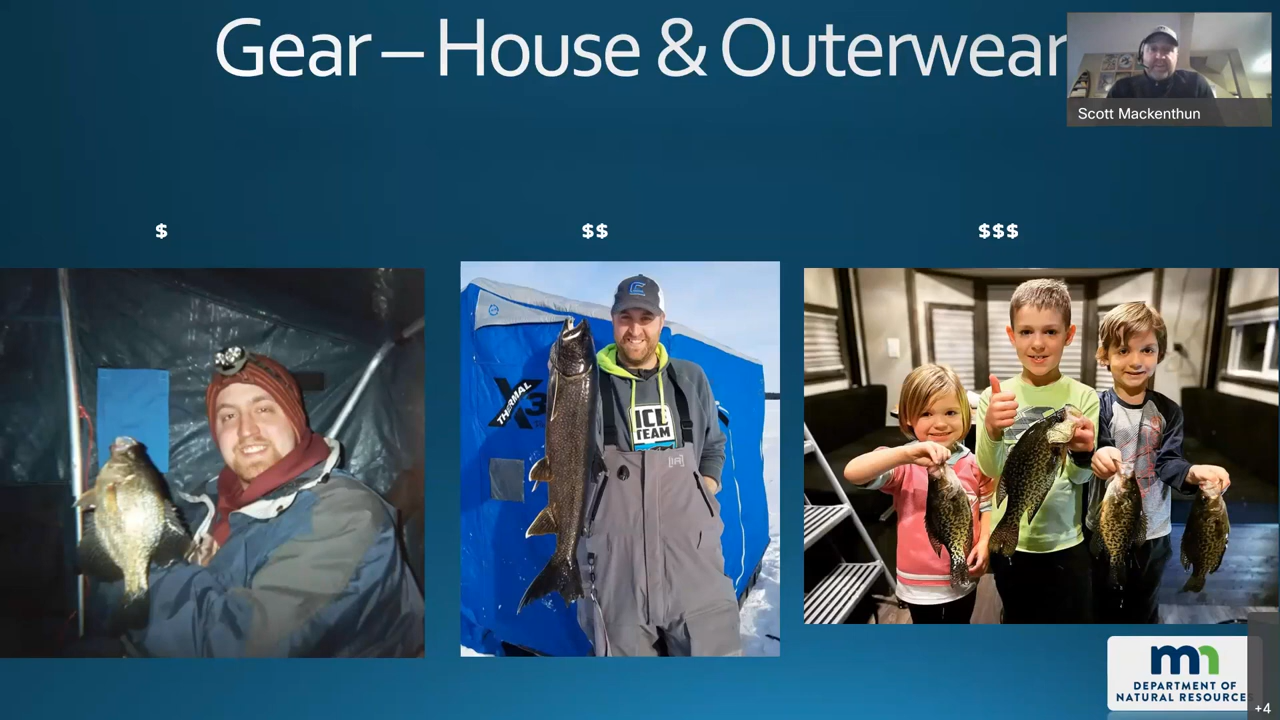 Gear – House & Outerwear
Scott Mackenthun
$
$$
$$$
THERMAL
X3
ICE
TEAM
mn
DEPARTMENT OF
NATURAL RESOURCES
+4